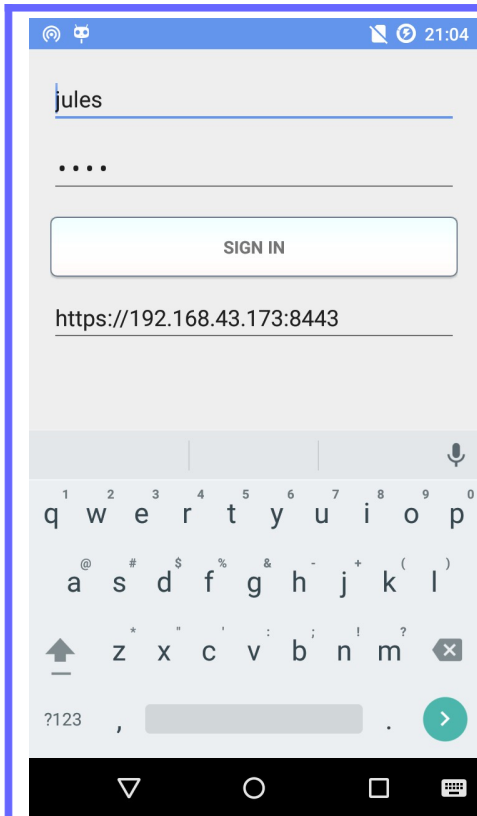 21:04
jules
••••
SIGN IN
https://192.168.43.173:8443
1 2 3 4 5 6 7 8 9 0
q w e r t y u i o p
@ # $ % & - + ( )
a s d f g h j k l
* " ' : ; ! ?
z x c v b n m
?123 , .